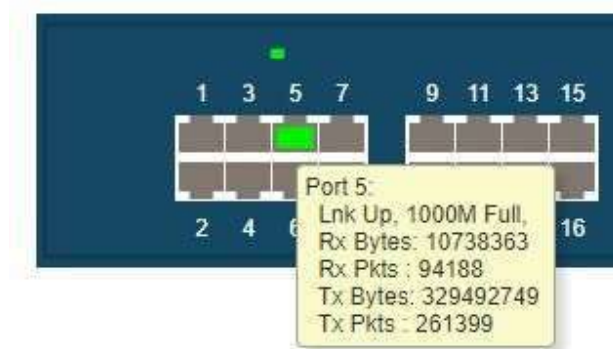 1 3 5 7 9 11 13 15
Port 5:
Lnk Up, 1000M Full,
Rx Bytes: 10738363
Rx Pkts : 94188
Tx Bytes: 329492749
Tx Pkts : 261399
2 4 6 16